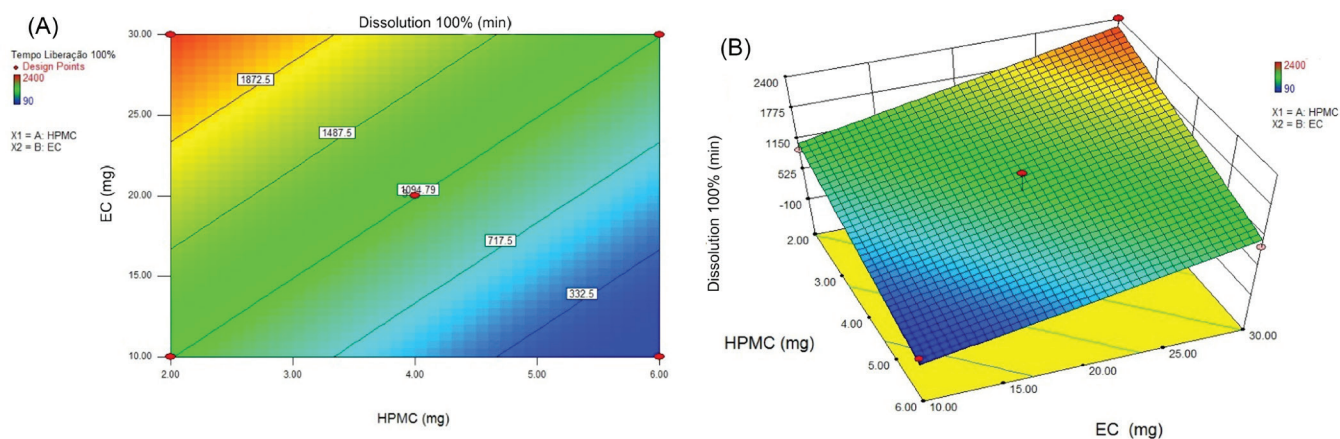 (A)
Dissolution 100% (min)
Tempo Liberação 100%
Design Points
2400
90
X1 = A: HPMC
X2 = B: EC
EC (mg)
30.00
25.00
20.00
15.00
10.00
1872.5
1487.5
1094.79
717.5
332.5
2.00 3.00 4.00 5.00 6.00
HPMC (mg)
(B)
2400
90
X1 = A: HPMC
X2 = B: EC
Dissolution 100% (min)
2400
1775
1150
525
-100
2.00
3.00
4.00
5.00
6.00
HPMC (mg)
10.00
15.00
20.00
25.00
30.00
EC (mg)